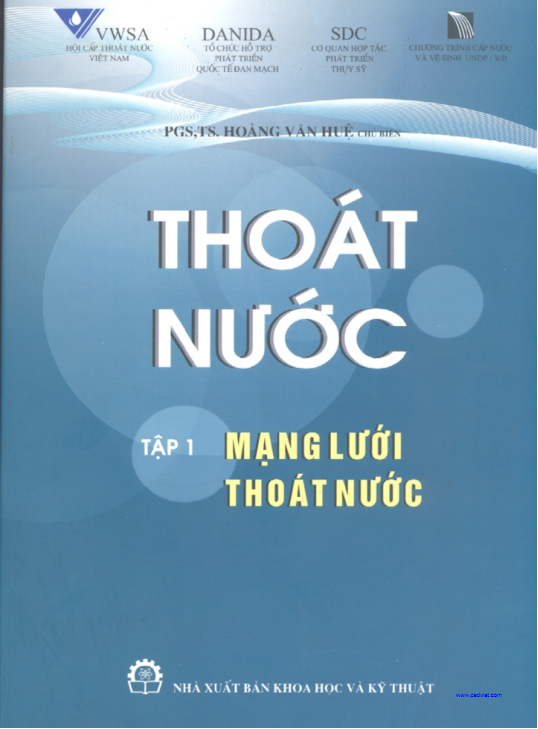 VWSA
HỘI CẤP THOÁT NƯỚC
VIỆT NAM
DANIDA
TỔ CHỨC HỖ TRỢ
PHÁT TRIỂN
QUỐC TẾ ĐAN MẠCH
SDC
CƠ QUAN HỢP TÁC
PHÁT TRIỂN
THỤY SỸ
CHƯƠNG TRÌNH CẤP NƯỚC
VÀ VỆ SINH UNDP / WB
PGS,TS. HOÀNG VĂN HUỆ CHỦ BIÊN
THOÁT
NƯỚC
TẬP 1 MẠNG LƯỚI
THOÁT NƯỚC
NHÀ XUẤT BẢN KHOA HỌC VÀ KỸ THUẬT
www.cadviet.com